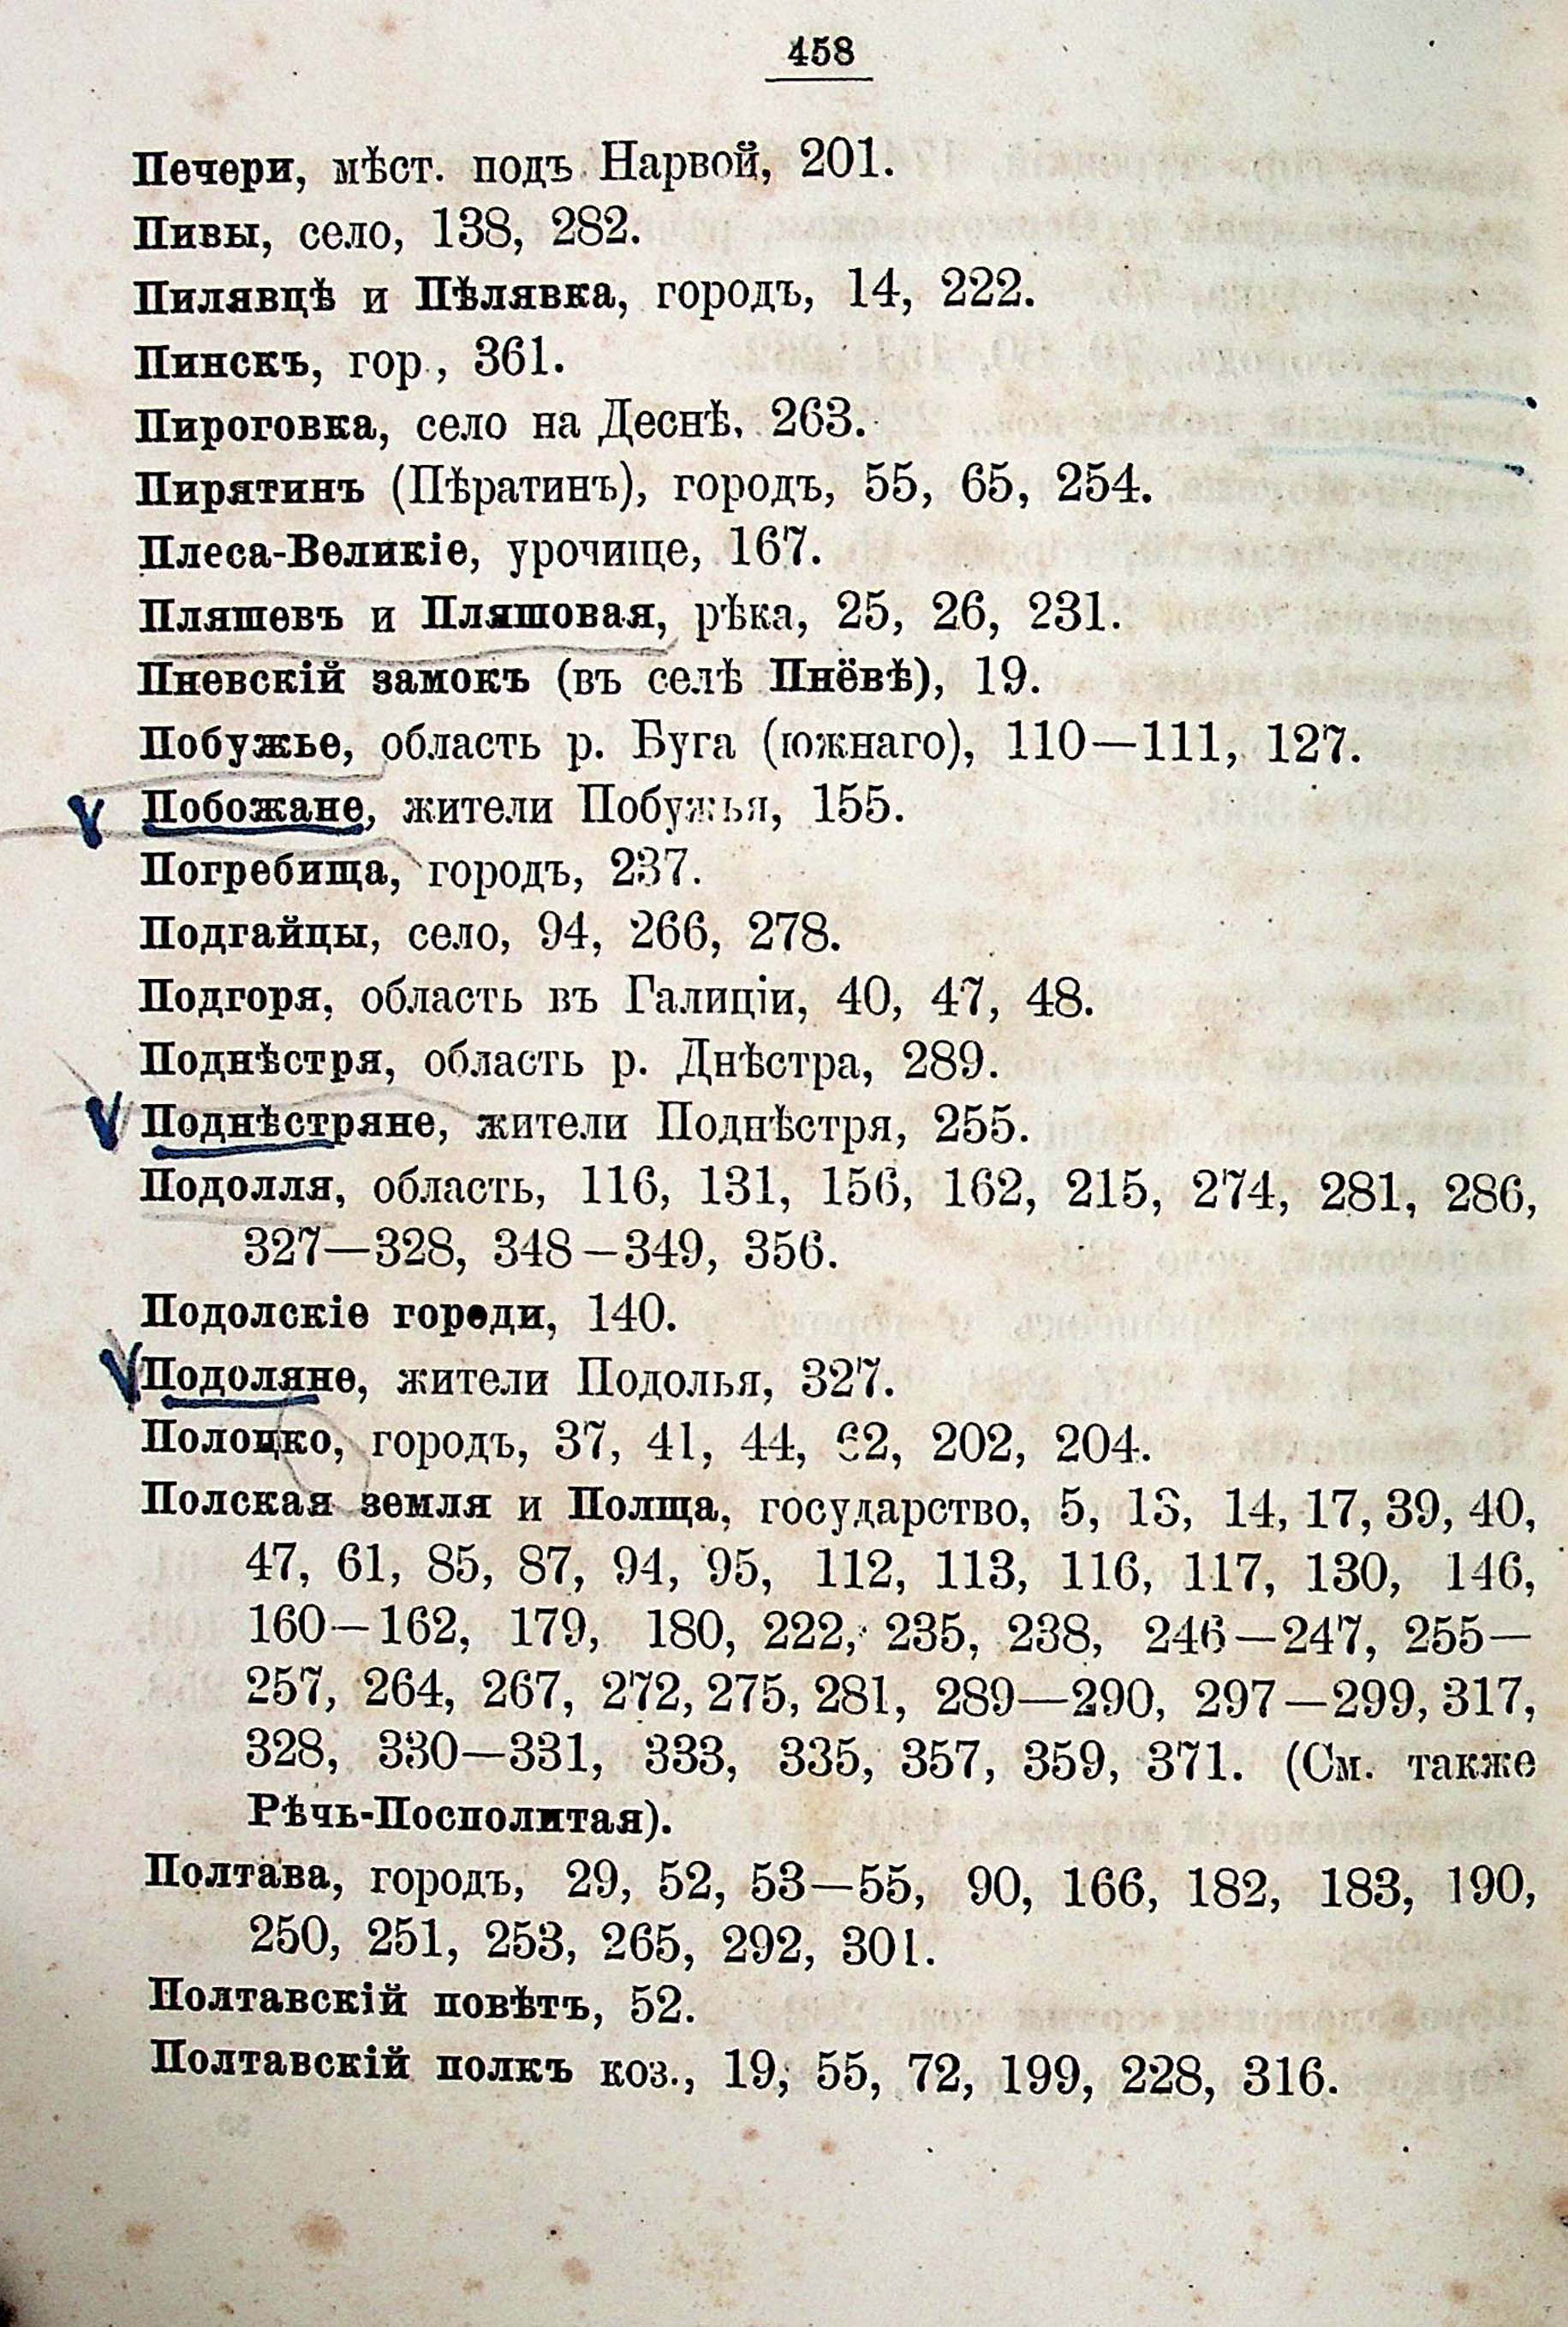 458
Печери, мѣст. подъ Нарвой, 201.
Пивы, село, 138, 282.
Пилявцѣ и Пѣлявка, городъ, 14, 222.
Пинскъ, гор., 361.
Пироговка, село на Деснѣ, 263.
Пирятинъ (Пѣратинъ), городъ, 55, 65, 254.
Плеса-Великіе, урочище, 167.
Пляшевъ и Пляшовая, рѣка, 25, 26, 231.
Пневскій замокъ (въ селѣ Пнёвѣ), 19.
Побужье, область р. Буга (южнаго), 110—111, 127.
Побожане, жители Побужья, 155.
Погребища, городъ, 237.
Подгайцы, село, 94, 266, 278.
Подгоря, область въ Галиціи, 40, 47, 48.
Поднѣстря, область р. Днѣстра, 289.
Поднѣстряне, жители Поднѣстря, 255.
Подолля, область, 116, 131, 156, 162, 215, 274, 281, 286,
327—328, 348—349, 356.
Подолскіе городи, 140.
Подоляне, жители Подолья, 327.
Полоцко, городъ, 37, 41, 44, 62, 202, 204.
Полская земля и Полща, государство, 5, 13, 14, 17, 39, 40,
47, 61, 85, 87, 94, 95, 112, 113, 116, 117, 130, 146,
160—162, 179, 180, 222, 235, 238, 246—247, 255—
257, 264, 267, 272, 275, 281, 289—290, 297—299, 317,
328, 330—331, 333, 335, 357, 359, 371. (См. также
Рѣчь-Посполитая).
Полтава, городъ, 29, 52, 53—55, 90, 166, 182, 183, 190,
250, 251, 253, 265, 292, 301.
Полтавскій повѣтъ, 52.
Полтавскій полкъ коз., 19, 55, 72, 199, 228, 316.